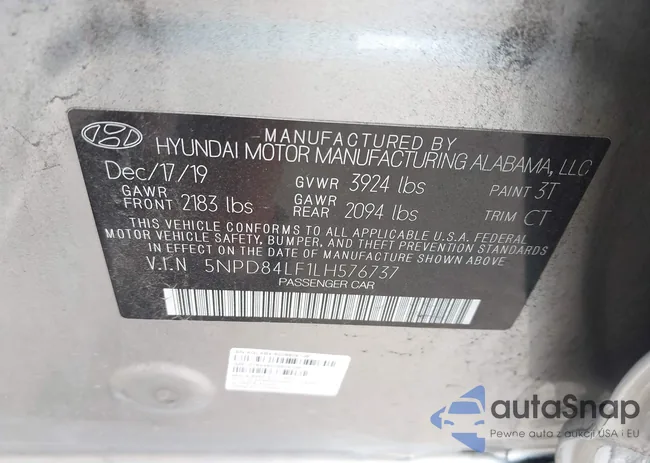 MANUFACTURED BY
HYUNDAI MOTOR MANUFACTURING ALABAMA, LLC
Dec/17/19 GVWR 3924 lbs PAINT 3T
GAWR FRONT 2183 lbs GAWR REAR 2094 lbs TRIM CT
THIS VEHICLE CONFORMS TO ALL APPLICABLE U.S.A. FEDERAL
MOTOR VEHICLE SAFETY, BUMPER, AND THEFT PREVENTION STANDARDS
IN EFFECT ON THE DATE OF MANUFACTURE SHOWN ABOVE.
V.I.N 5NPD84LF1LH576737
PASSENGER CAR
autaSnap
Pewne auta z aukcji USA i EU